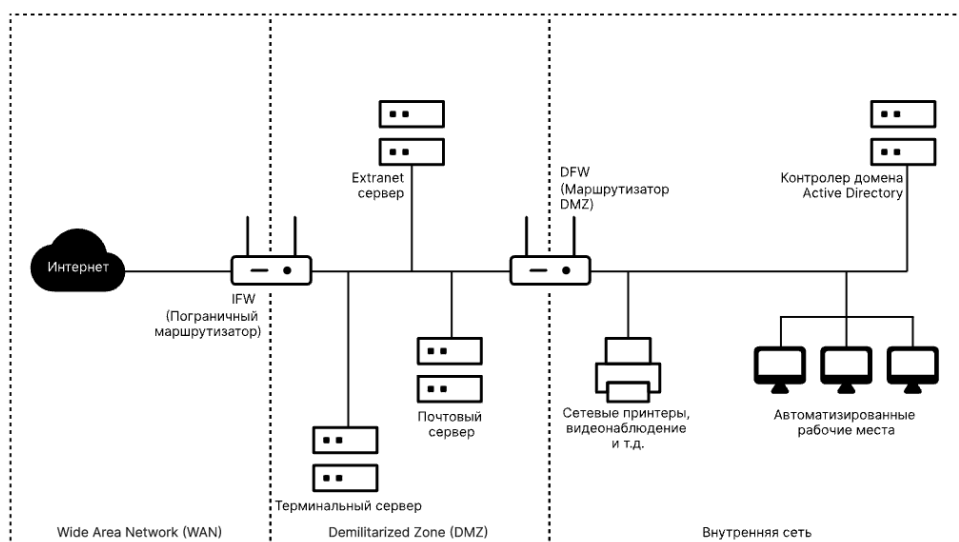 Extranet
сервер
DFW
(Маршрутизатор
DMZ)
Контролер домена
Active Directory
Интернет
IFW
(Пограничный
маршрутизатор)
Почтовый
сервер
Сетевые принтеры,
видеонаблюдение
и т.д.
Автоматизированные
рабочие места
Терминальный сервер
Wide Area Network (WAN)
Demilitarized Zone (DMZ)
Внутренняя сеть